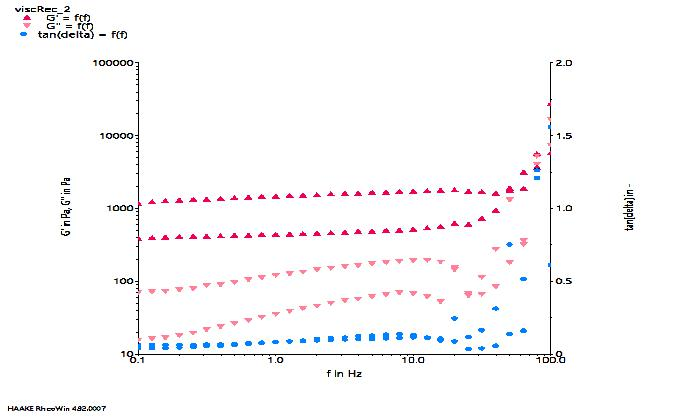 viscRec_2
G' = f(f)
G'' = f(f)
tan(delta) = f(f)
100000
10000
1000
100
10
G' in Pa, G'' in Pa
2.0
1.5
1.0
0.5
0
tan(delta) in -
0.1 1.0 10.0 100.0
f in Hz
HAAKE RheoWin 4.82.0007